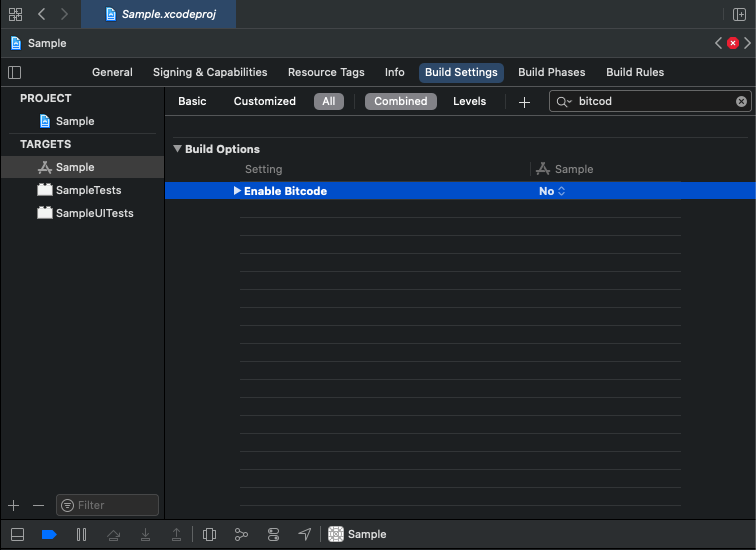 Sample.xcodeproj
Sample
General Signing & Capabilities Resource Tags Info Build Settings Build Phases Build Rules
PROJECT
Sample
TARGETS
Sample
SampleTests
SampleUITests
Basic Customized All Combined Levels bitcod
Build Options
Setting Sample
Enable Bitcode No
Filter
Sample